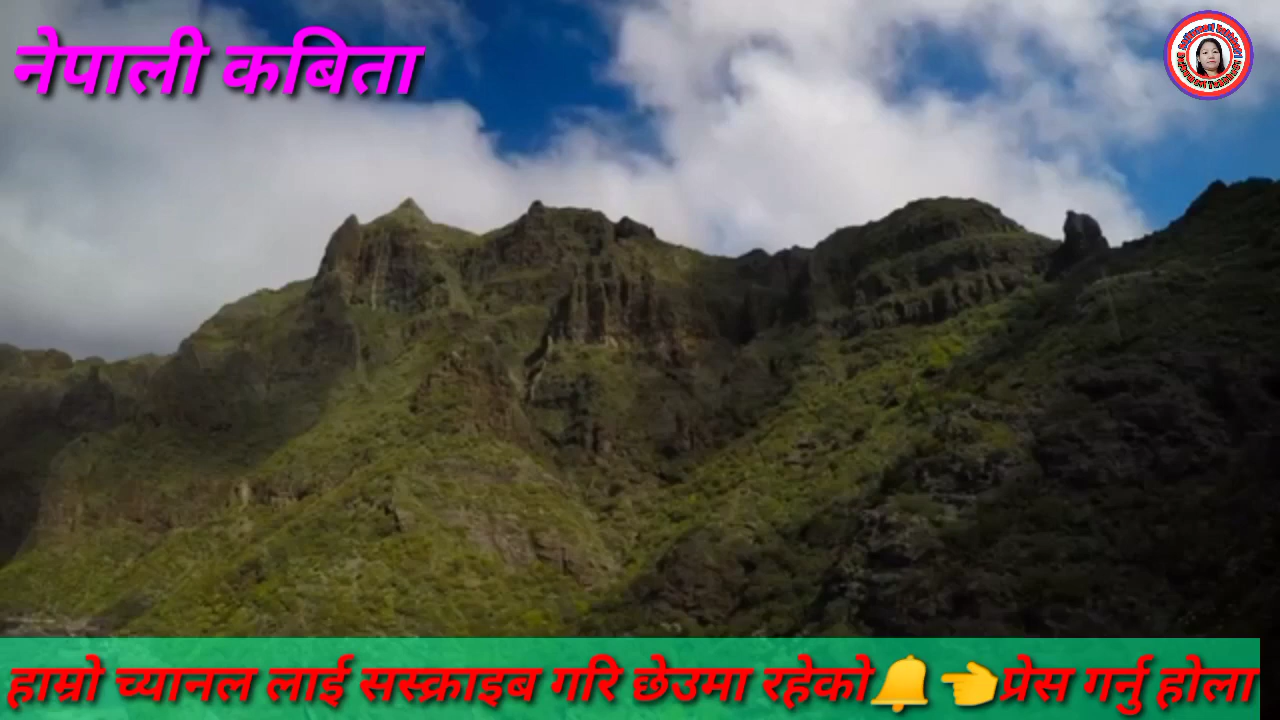 नेपाली कबिता
हाम्रो च्यानल लाई सस्क्राइब गरि छेउमा रहेको🔔👈प्रेस गर्नु होला